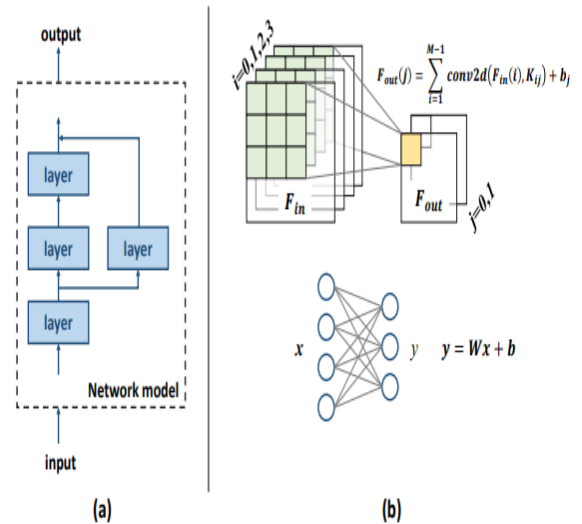 output
layer
layer
layer
layer
Network model
input
(a)
i=0,1,2,3
F_in
F_out(j) = \sum_{i=1}^{M-1} conv2d(F_in(i), K_ij) + b_j
F_out
j=0,1
x
y
y = Wx + b
(b)